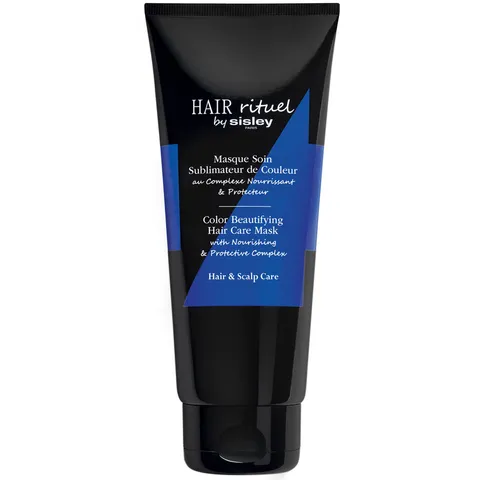 HAIR rituel
by sisley
PARIS
Masque Soin
Sublimateur de Couleur
au Complexe Nourrissant
& Protecteur
Color Beautifying
Hair Care Mask
with Nourishing
& Protective Complex
Hair & Scalp Care